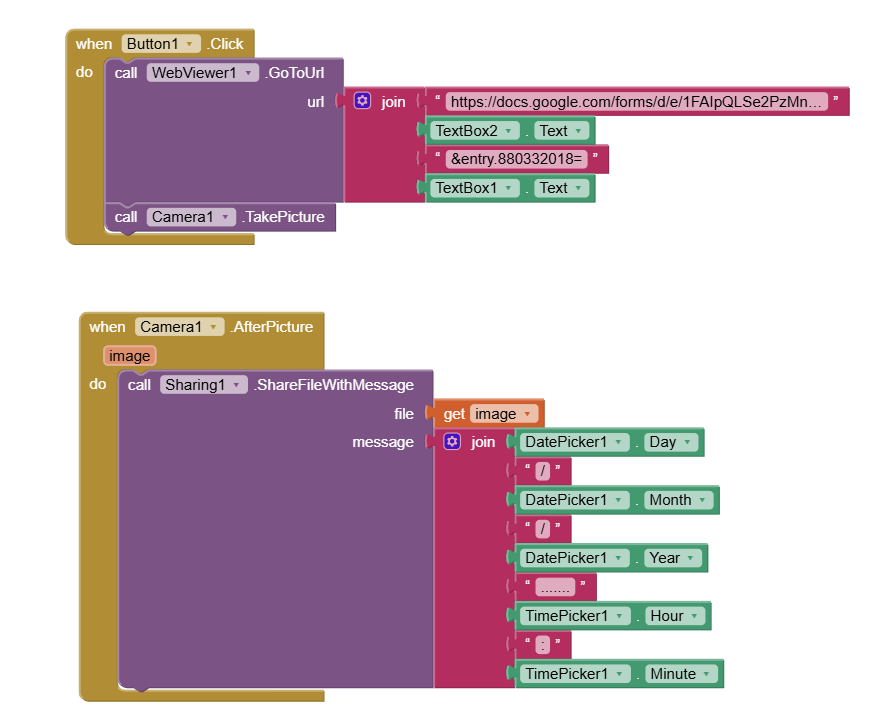 when Button1 .Click
do call WebViewer1 .GoToUrl
url join “ https://docs.google.com/forms/d/e/1FAIpQLSe2PzMn... ”
TextBox2 . Text
“ &entry.880332018= ”
TextBox1 . Text
call Camera1 .TakePicture
when Camera1 .AfterPicture
image
do call Sharing1 .ShareFileWithMessage
file get image
message join DatePicker1 . Day
“ / ”
DatePicker1 . Month
“ / ”
DatePicker1 . Year
“ ....... ”
TimePicker1 . Hour
“ : ”
TimePicker1 . Minute